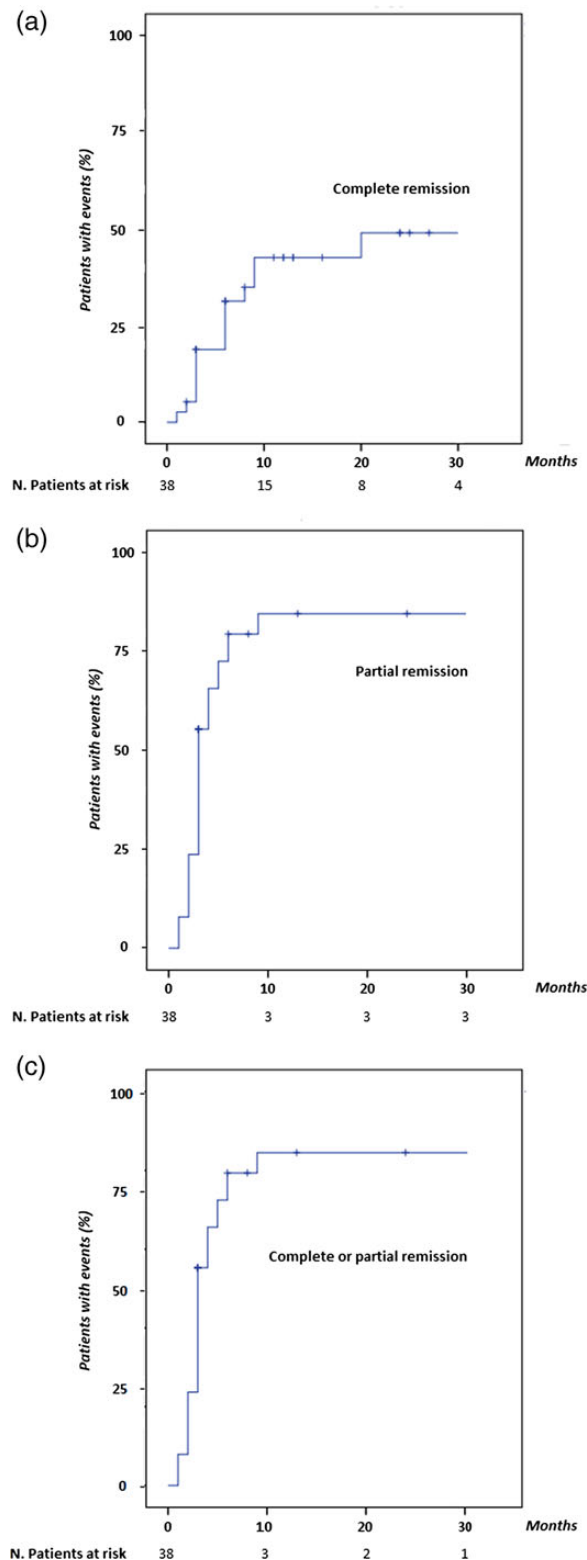 (a)
100
75
Patients with events (%)
Complete remission
50
25
0
0 10 20 30 Months
N. Patients at risk 38 15 8 4
(b)
100
75
Patients with events (%)
Partial remission
50
25
0
0 10 20 30 Months
N. Patients at risk 38 3 3 3
(c)
100
75
Patients with events (%)
Complete or partial remission
50
25
0
0 10 20 30 Months
N. Patients at risk 38 3 2 1